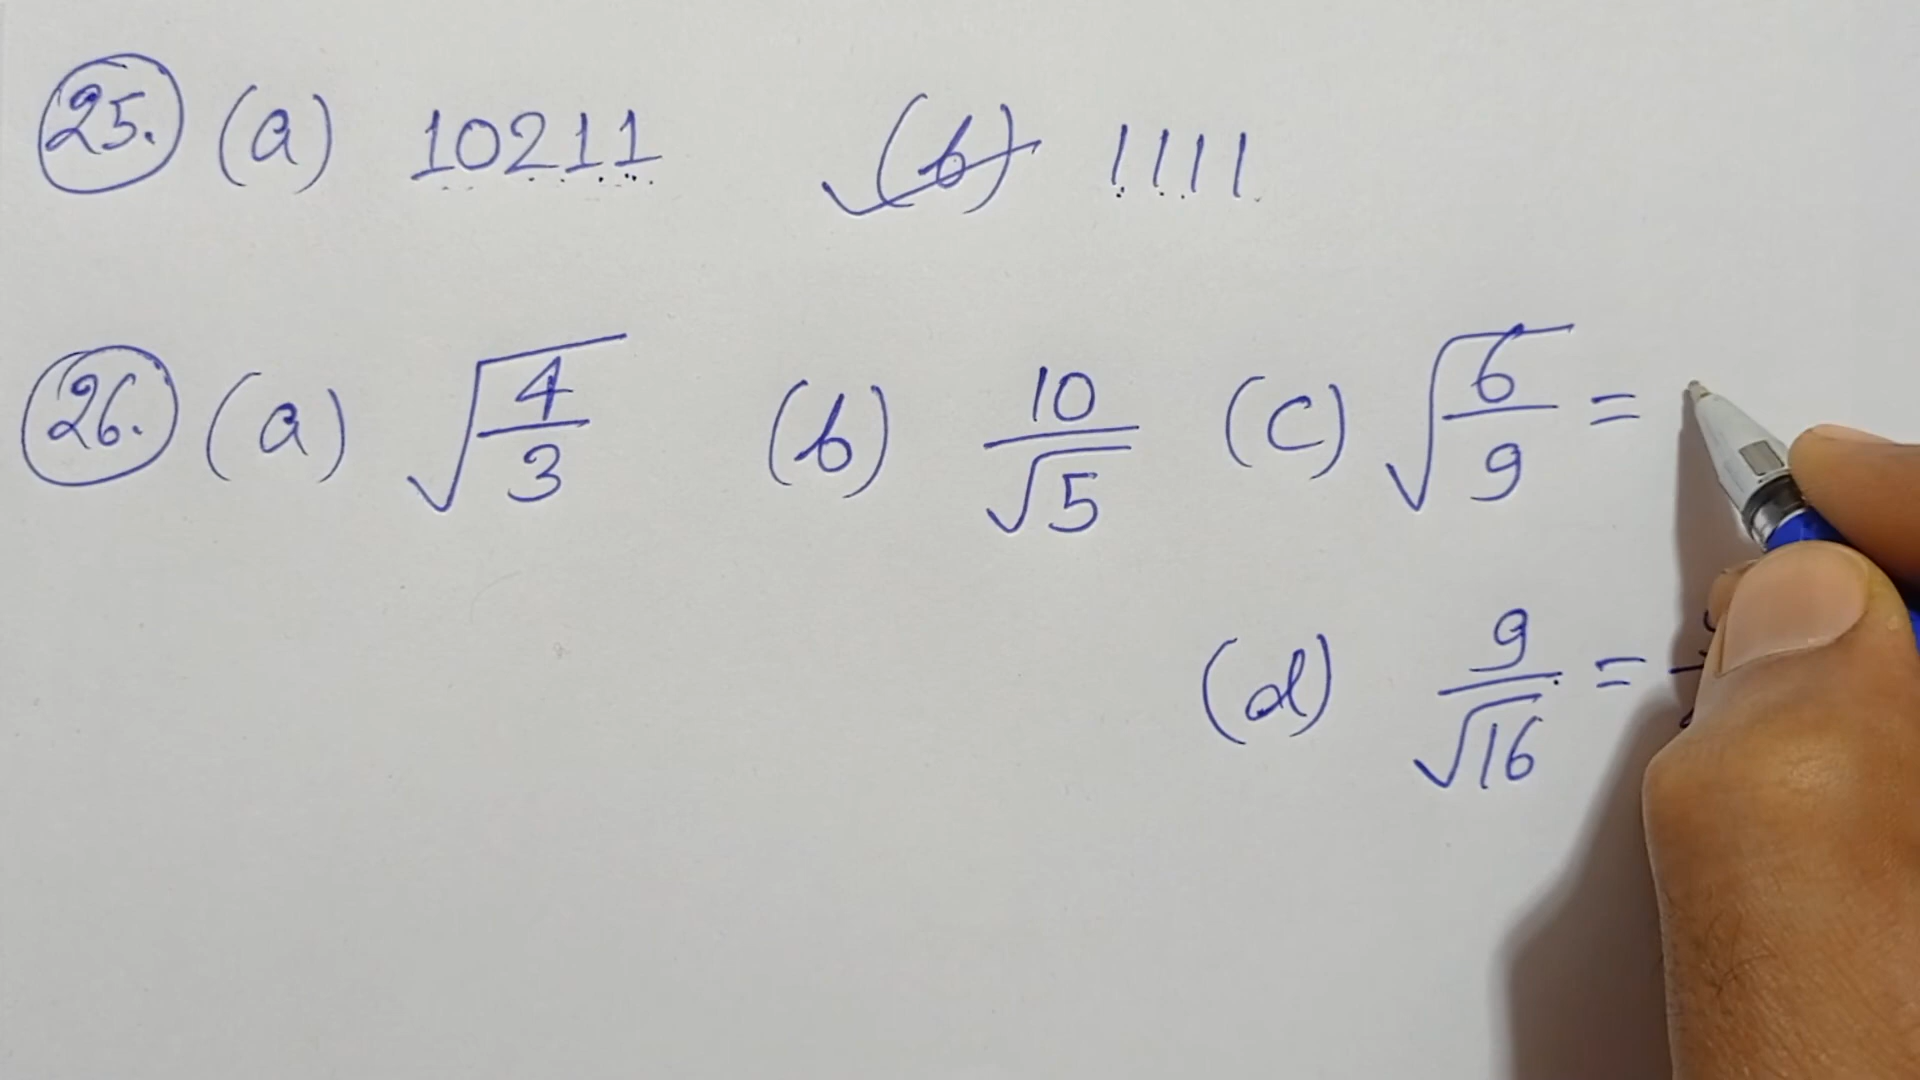 25. (a) 10211 (b) 1111
26. (a) √(4/3) (b) 10/√5 (c) √(6/9) =
(d) 9/√16 =